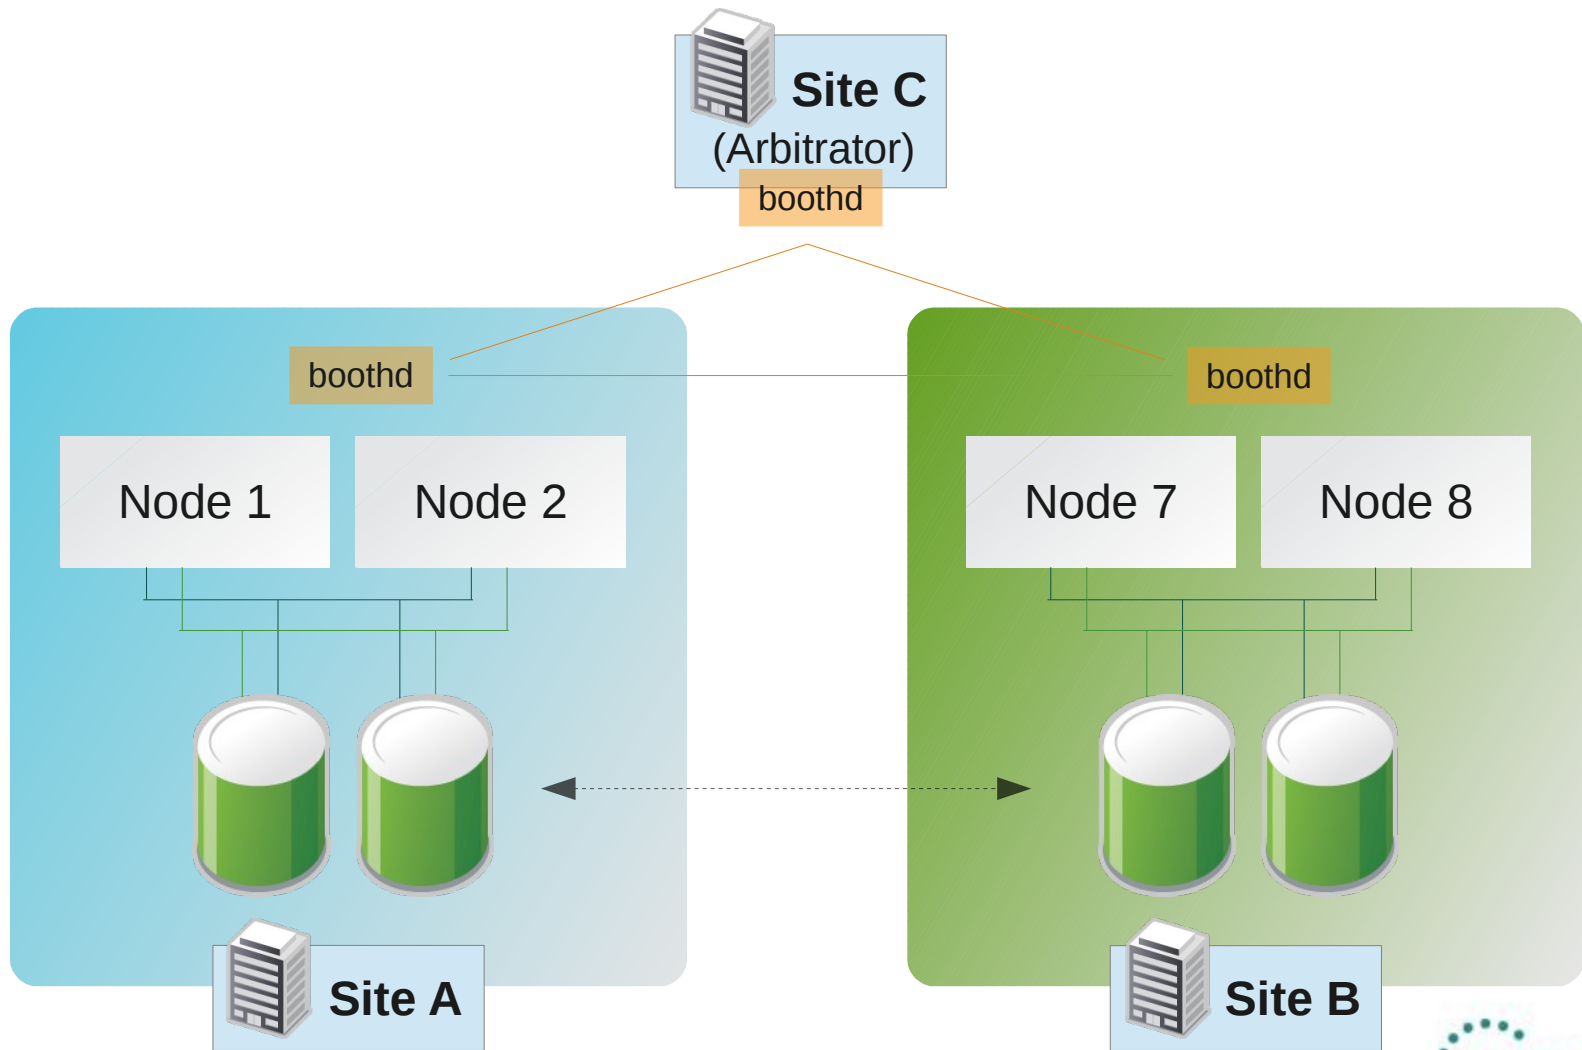 Site C
(Arbitrator)
boothd
boothd
boothd
Node 1
Node 2
Node 7
Node 8
Site A
Site B